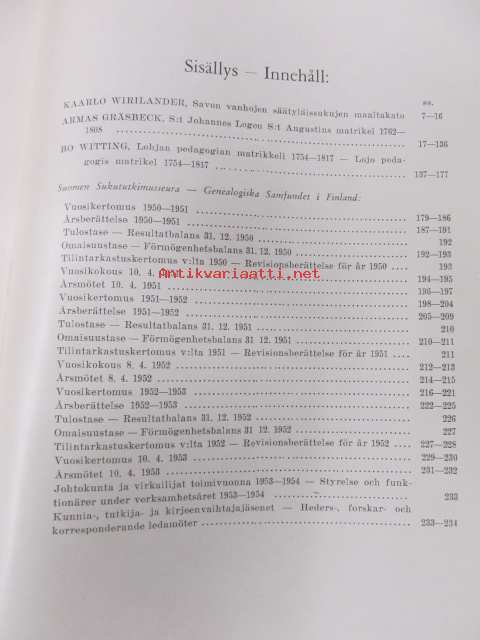 Sisällys — Innehåll:
ss.
KAARLO WIRILANDER, Savon vanhojen säätyläissukujen maaltakato 7—16
ARMAS GRÄSBECK, S:t Johannes Logen S:t Augustins matrikel 1762—
1808 17—136
BO WITTING, Lohjan pedagogian matrikkeli 1754—1817 — Lojo peda-
gogis matrikel 1754—1817 137—177
Suomen Sukututkimusseura — Genealogiska Samfundet i Finland:
Vuosikertomus 1950—1951 179—186
Årsberättelse 1950—1951 187—191
Tulostase — Resultatbalans 31. 12. 1950 192
Omaisuustase — Förmögenhetsbalans 31. 12. 1950 192—193
Tilintarkastuskertomus v:lta 1950 — Revisionsberättelse för år 1950 193
Vuosikokous 10. 4. 1951 194—195
Antikvariaatti.net
Årsmötet 10. 4. 1951 196—197
Vuosikertomus 1951—1952 198—204
Årsberättelse 1951—1952 205—209
Tulostase — Resultatbalans 31. 12. 1951 210
Omaisuustase — Förmögenhetsbalans 31. 12. 1951 210—211
Tilintarkastuskertomus v:lta 1951 — Revisionsberättelse för år 1951 211
Vuosikokous 8. 4. 1952 212—213
Årsmötet 8. 4. 1952 214—215
Vuosikertomus 1952—1953 216—221
Årsberättelse 1952—1953 222—225
Tulostase — Resultatbalans 31. 12. 1952 226
Omaisuustase — Förmögenhetsbalans 31. 12. 1952 227
Tilintarkastuskertomus v:lta 1952 — Revisionsberättelse för år 1952 227—228
Vuosikertomus 10. 4. 1953 229—230
Årsmötet 10. 4. 1953 231—232
Johtokunta ja virkailijat toimivuonna 1953—1954 — Styrelse och funk-
tionärer under verksamhetsåret 1953—1954 233
Kunnia-, tutkija- ja kirjeenvaihtajajäsenet — Heders-, forskar- och
korresponderande ledamöter 233—234